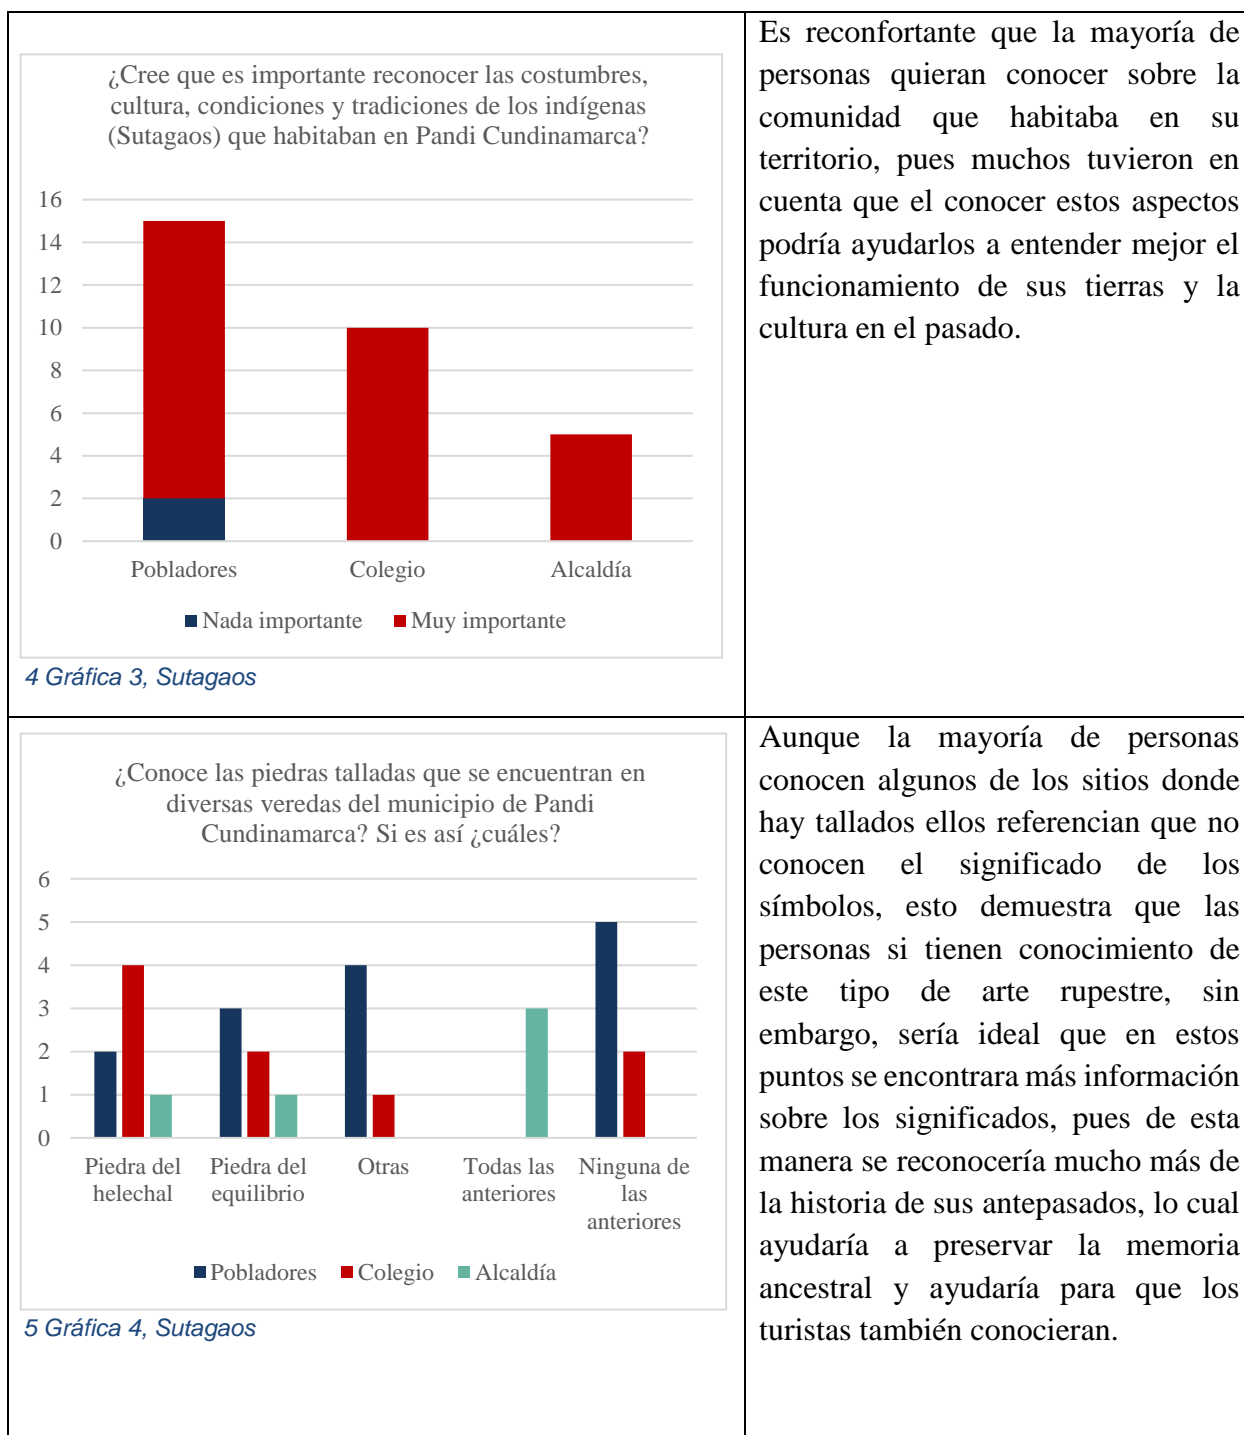 ¿Cree que es importante reconocer las costumbres,
cultura, condiciones y tradiciones de los indígenas
(Sutagaos) que habitaban en Pandi Cundinamarca?
16
14
12
10
8
6
4
2
0
Pobladores Colegio Alcaldía
Nada importante Muy importante
4 Gráfica 3, Sutagaos
Es reconfortante que la mayoría de
personas quieran conocer sobre la
comunidad que habitaba en su
territorio, pues muchos tuvieron en
cuenta que el conocer estos aspectos
podría ayudarlos a entender mejor el
funcionamiento de sus tierras y la
cultura en el pasado.
¿Conoce las piedras talladas que se encuentran en
diversas veredas del municipio de Pandi
Cundinamarca? Si es así ¿cuáles?
6
5
4
3
2
1
0
Piedra del helechal
Piedra del equilibrio
Otras
Todas las anteriores
Ninguna de las anteriores
Pobladores Colegio Alcaldía
5 Gráfica 4, Sutagaos
Aunque la mayoría de personas
conocen algunos de los sitios donde
hay tallados ellos referencian que no
conocen el significado de los
símbolos, esto demuestra que las
personas si tienen conocimiento de
este tipo de arte rupestre, sin
embargo, sería ideal que en estos
puntos se encontrara más información
sobre los significados, pues de esta
manera se reconocería mucho más de
la historia de sus antepasados, lo cual
ayudaría a preservar la memoria
ancestral y ayudaría para que los
turistas también conocieran.